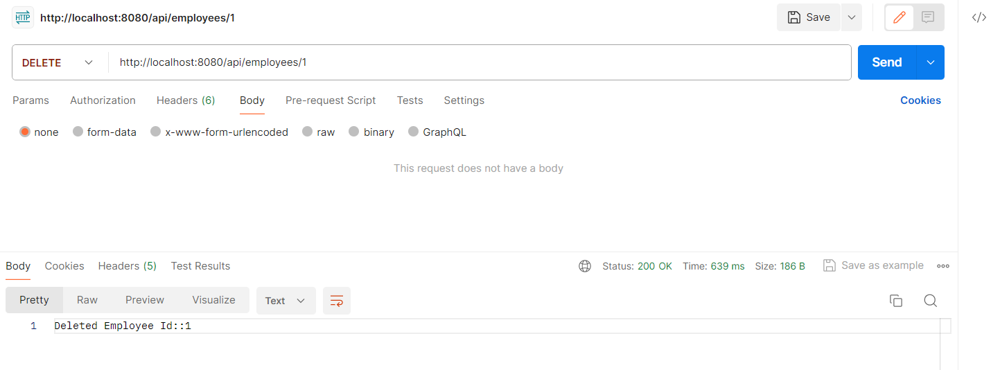 HTTP http://localhost:8080/api/employees/1 Save
DELETE http://localhost:8080/api/employees/1 Send
Params Authorization Headers (6) Body Pre-request Script Tests Settings Cookies
none form-data x-www-form-urlencoded raw binary GraphQL
This request does not have a body
Body Cookies Headers (5) Test Results Status: 200 OK Time: 639 ms Size: 186 B Save as example
Pretty Raw Preview Visualize Text
1 Deleted Employee Id::1